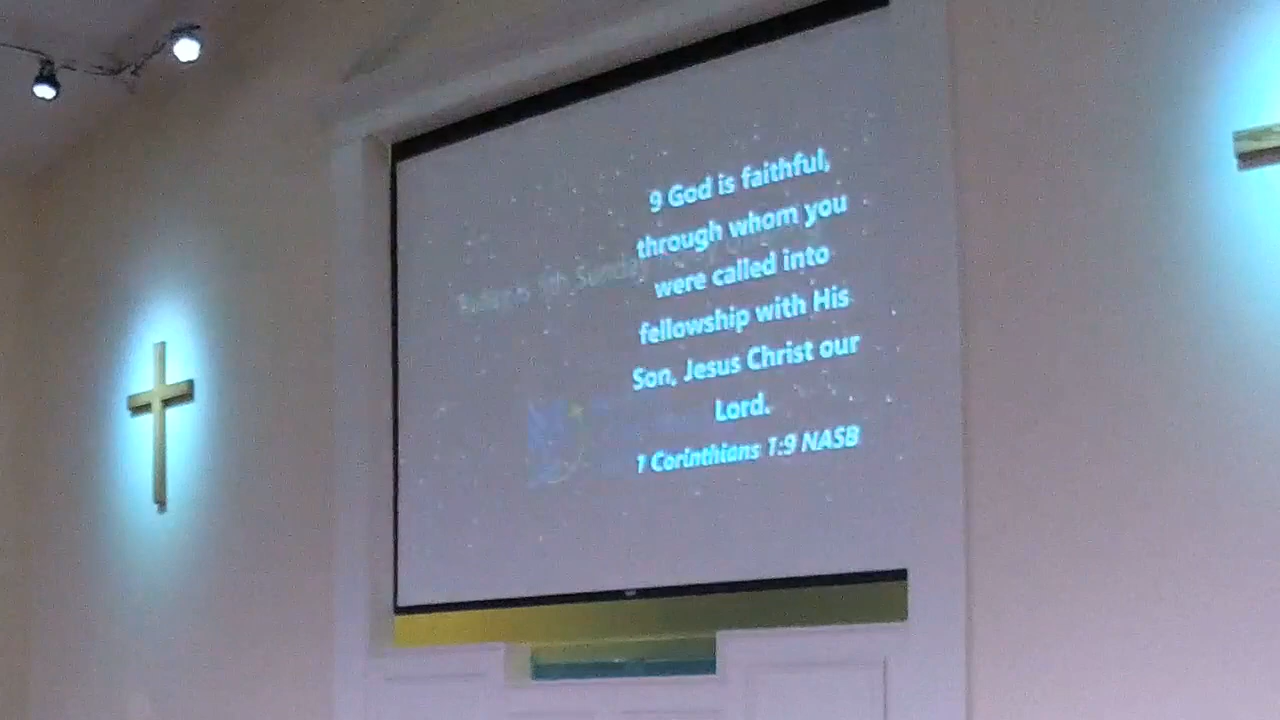 9 God is faithful,
through whom you
were called into
fellowship with His
Son, Jesus Christ our
Lord.
1 Corinthians 1:9 NASB
Sunday